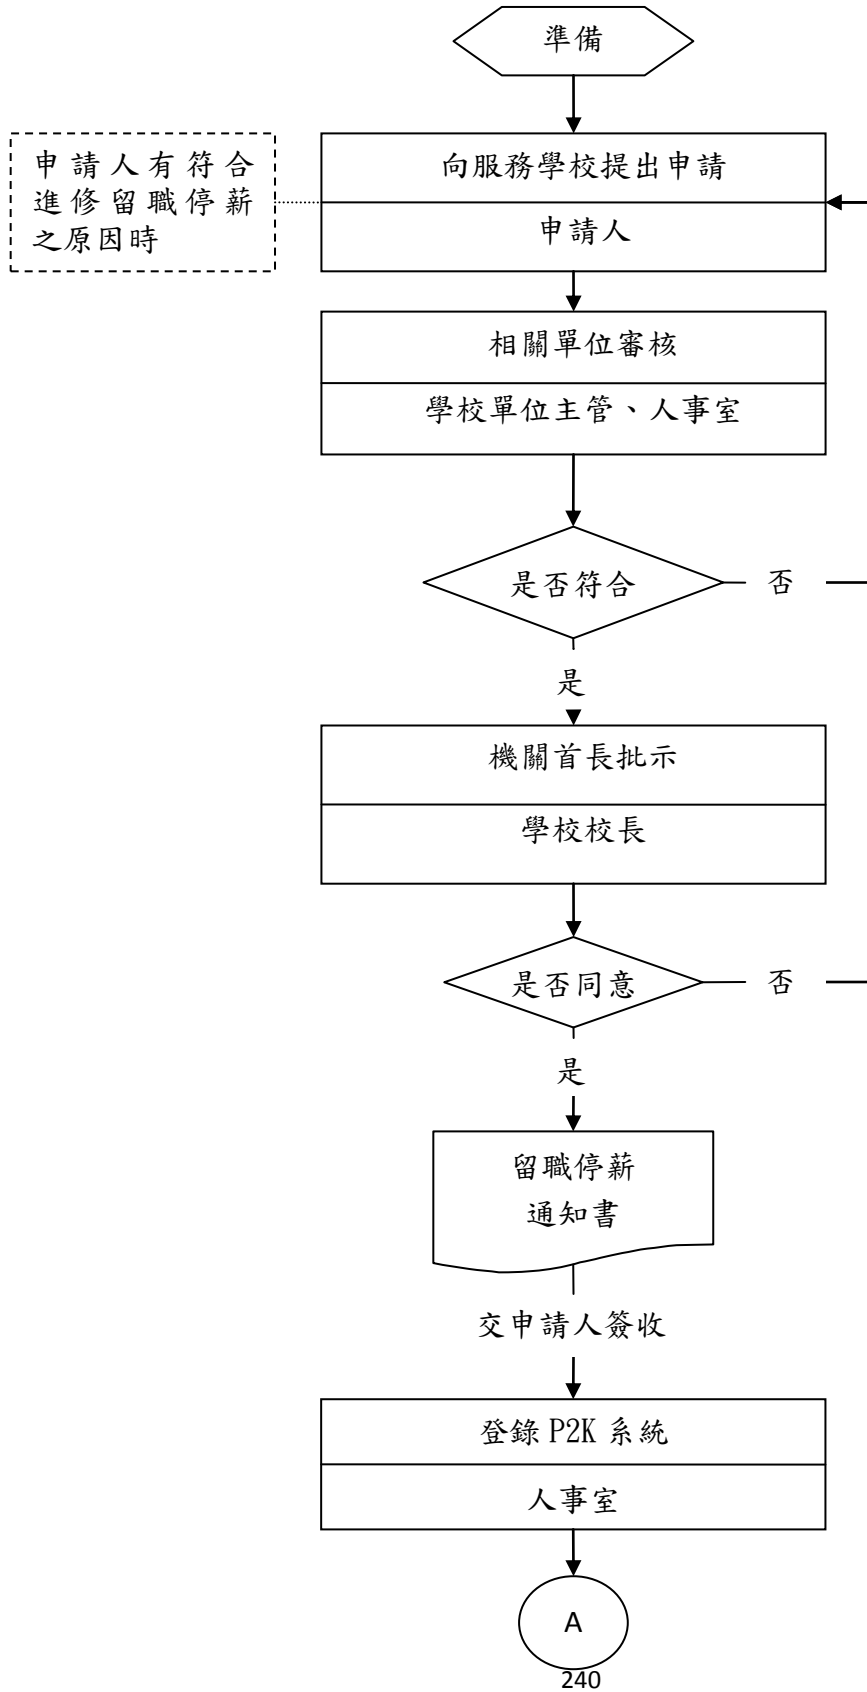 準備
申請人有符合
進修留職停薪
之原因時
向服務學校提出申請
申請人
相關單位審核
學校單位主管、人事室
是否符合
否
是
機關首長批示
學校校長
是否同意
否
是
留職停薪
通知書
交申請人簽收
登錄 P2K 系統
人事室
A
240